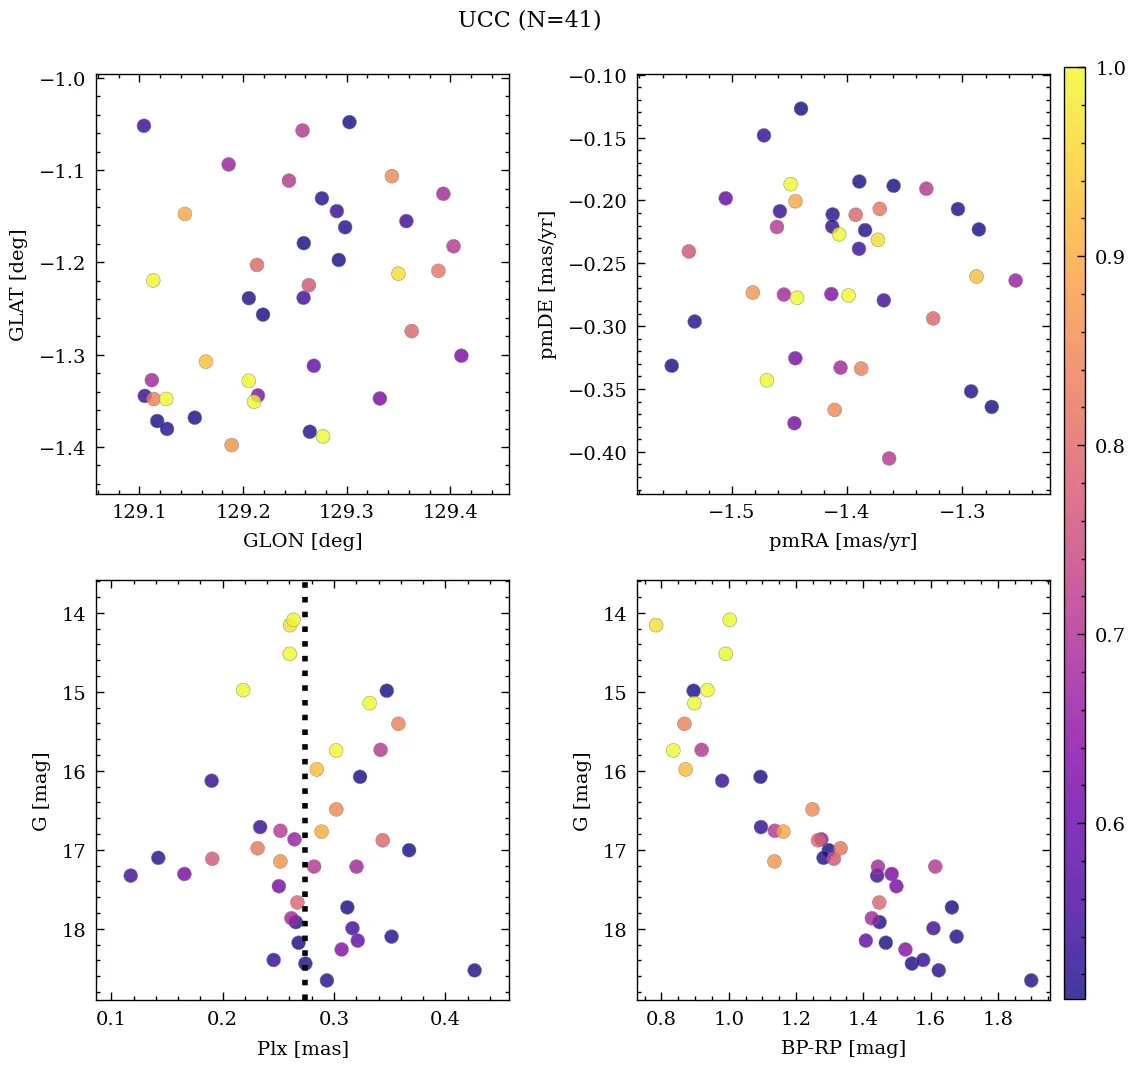 UCC (N=41)
−1.0
−1.1
−1.2
−1.3
−1.4
GLAT [deg]
129.1 129.2 129.3 129.4
GLON [deg]
−0.10
−0.15
−0.20
−0.25
−0.30
−0.35
−0.40
pmDE [mas/yr]
−1.5 −1.4 −1.3
pmRA [mas/yr]
14
15
16
17
18
G [mag]
0.1 0.2 0.3 0.4
Plx [mas]
14
15
16
17
18
G [mag]
0.8 1.0 1.2 1.4 1.6 1.8
BP-RP [mag]
1.0
0.9
0.8
0.7
0.6